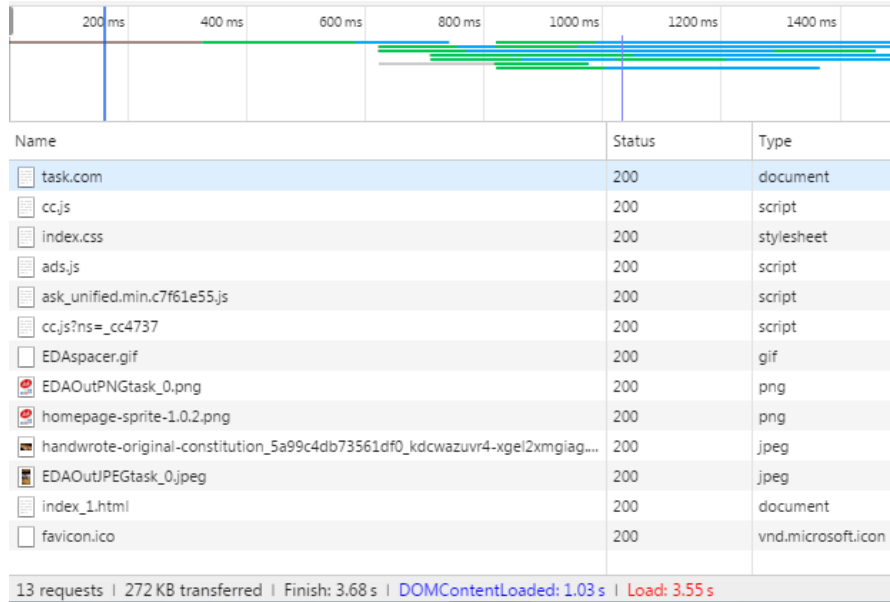 200 ms 400 ms 600 ms 800 ms 1000 ms 1200 ms 1400 ms
Name Status Type
task.com 200 document
cc.js 200 script
index.css 200 stylesheet
ads.js 200 script
ask_unified.min.c7f61e55.js 200 script
cc.js?ns=_cc4737 200 script
EDAspacer.gif 200 gif
EDAOutPNGtask_0.png 200 png
homepage-sprite-1.0.2.png 200 png
handwrote-original-constitution_5a99c4db73561df0_kdcwazuvr4-xgel2xmgiag.... 200 jpeg
EDAOutJPEGtask_0.jpeg 200 jpeg
index_1.html 200 document
favicon.ico 200 vnd.microsoft.icon
13 requests | 272 KB transferred | Finish: 3.68 s | DOMContentLoaded: 1.03 s | Load: 3.55 s